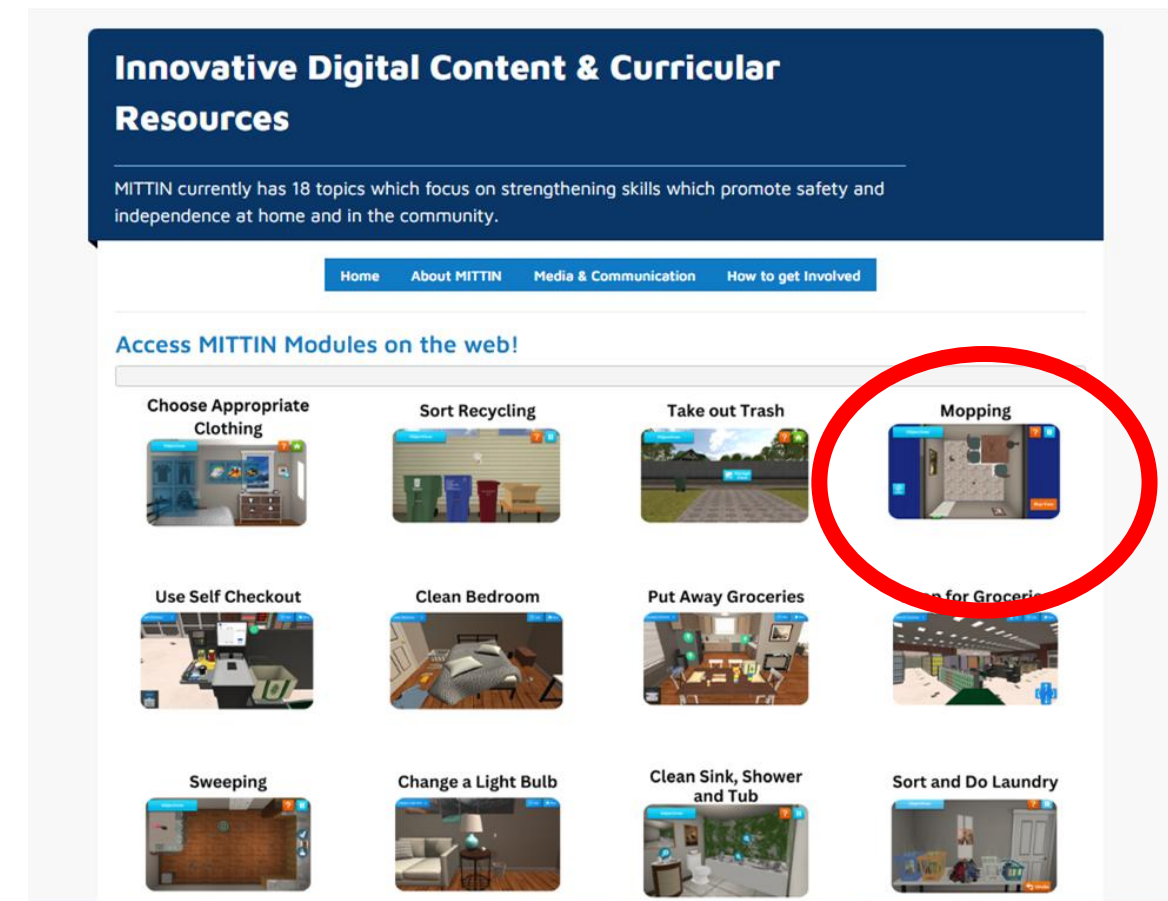 Innovative Digital Content & Curricular
Resources
MITTIN currently has 18 topics which focus on strengthening skills which promote safety and
independence at home and in the community.
Home About MITTIN Media & Communication How to get Involved
Access MITTIN Modules on the web!
Choose Appropriate
Clothing
Sort Recycling
Take out Trash
Mopping
Use Self Checkout
Clean Bedroom
Put Away Groceries
for
Sweeping
Change a Light Bulb
Clean Sink, Shower
and Tub
Sort and Do Laundry